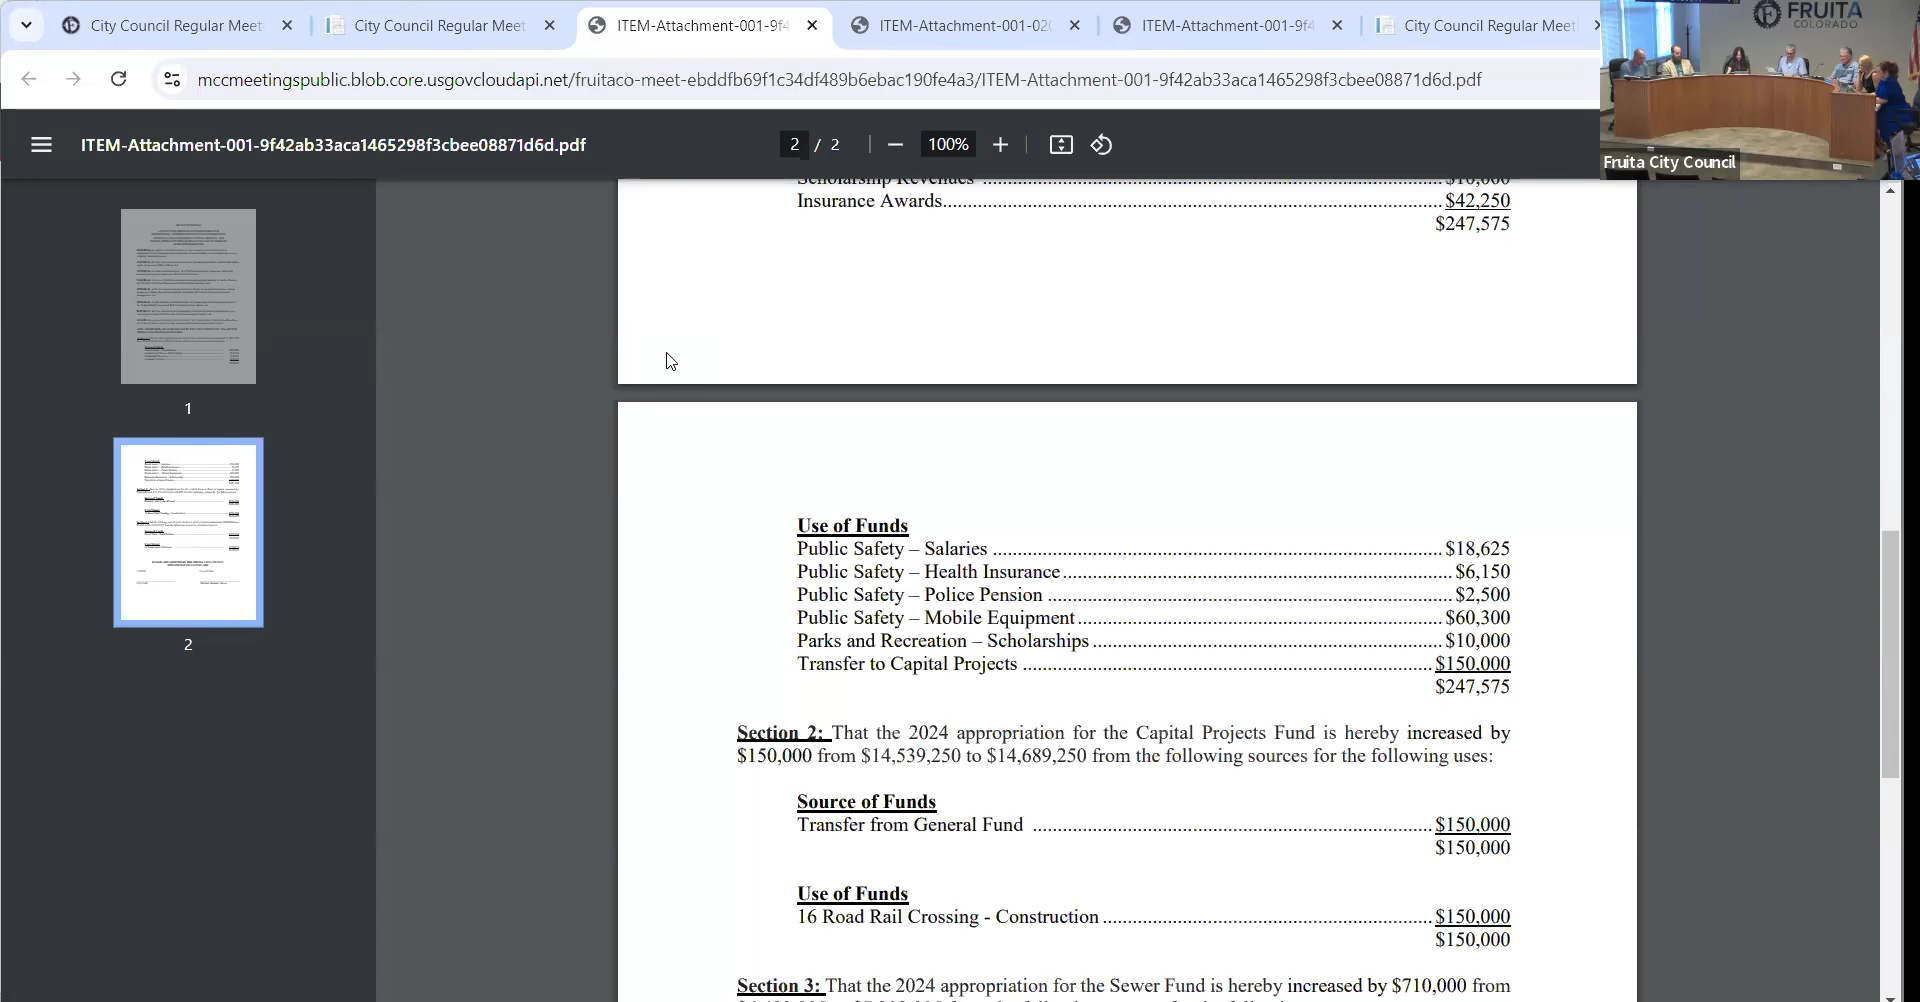 City Council Regular Meet
City Council Regular Meet
ITEM-Attachment-001-9f4
ITEM-Attachment-001-02
ITEM-Attachment-001-9f4
City Council Regular Meet
mccmeetingspublic.blob.core.usgovcloudapi.net/fruitaco-meet-ebddfb69f1c34df489b6ebac190fe4a3/ITEM-Attachment-001-9f42ab33aca1465298f3cbee08871d6d.pdf
FRUITA
COLORADO
Fruita City Council
ITEM-Attachment-001-9f42ab33aca1465298f3cbee08871d6d.pdf
2 / 2
100%
1
2
Scholarship Revenues ........ $10,000
Insurance Awards........ $42,250
$247,575
Use of Funds
Public Safety – Salaries ........ $18,625
Public Safety – Health Insurance ........ $6,150
Public Safety – Police Pension ........ $2,500
Public Safety – Mobile Equipment ........ $60,300
Parks and Recreation – Scholarships ........ $10,000
Transfer to Capital Projects ........ $150,000
$247,575
Section 2: That the 2024 appropriation for the Capital Projects Fund is hereby increased by
$150,000 from $14,539,250 to $14,689,250 from the following sources for the following uses:
Source of Funds
Transfer from General Fund ........ $150,000
$150,000
Use of Funds
16 Road Rail Crossing - Construction ........ $150,000
$150,000
Section 3: That the 2024 appropriation for the Sewer Fund is hereby increased by $710,000 from